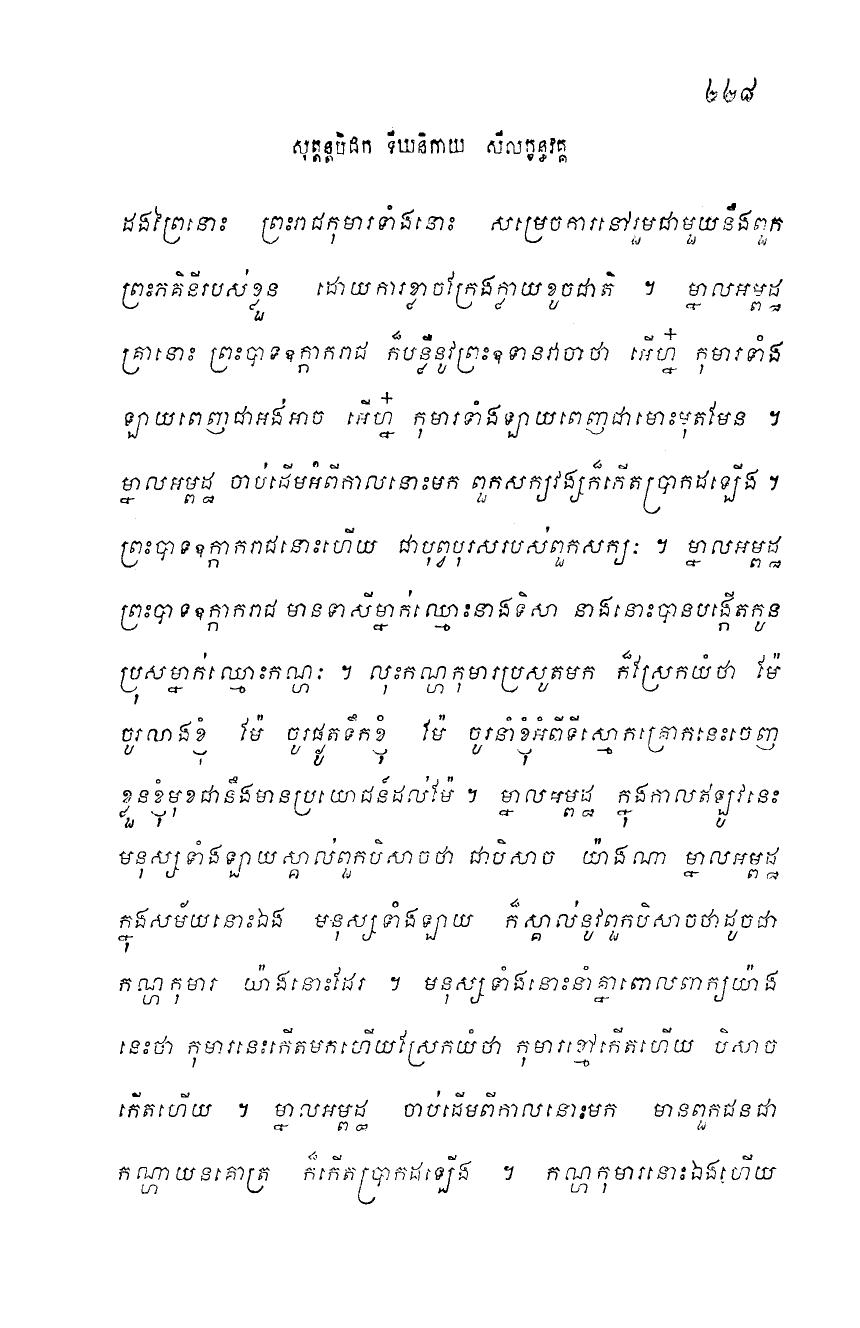 ២២៨
សុត្តន្តបិដក ទីឃនិកាយ សីលក្ខន្ធវគ្គ
ដងព្រៃនោះ ព្រះរាជកុមារទាំងនោះ សម្រេចការនៅរួមជាមួយនឹងពួក
ព្រះភគិនីរបស់ខ្លួន ដោយការខ្លាចក្រែងក្លាយខូចជាតិ ។ ម្នាលអម្ពដ្ឋ
គ្រានោះ ព្រះបាទឧក្កាករាជ ក៏បន្លឺនូវព្រះឧទានវាចាថា អើហ្ន៎ កុមារទាំង
ឡាយពេញជាអង់អាច អើហ្ន៎ កុមារទាំងឡាយពេញជាមោះមុតមែន ។
ម្នាលអម្ពដ្ឋ ចាប់ដើមអំពីកាលនោះមក ពួកសក្យវង្សក៏កើតប្រាកដឡើង ។
ព្រះបាទឧក្កាករាជនោះហើយ ជាបុព្វបុរសរបស់ពួកសក្យៈ ។ ម្នាលអម្ពដ្ឋ
ព្រះបាទឧក្កាករាជ មានទាសីម្នាក់ឈ្មោះនាងទិសា នាងនោះបានបង្កើតកូន
ប្រុសម្នាក់ឈ្មោះកណ្ហៈ ។ លុះកណ្ហកុមារប្រសូតមក ក៏ស្រែកយំថា ម៉ែ
ចូរលាងខ្ញុំ ម៉ែ ចូរផ្ងូតទឹកខ្ញុំ ម៉ែ ចូរនាំខ្ញុំអំពីទីស្មោកគ្រោកនេះចេញ
ខ្លួនខ្ញុំមុខជានឹងមានប្រយោជន៍ដល់ម៉ែ ។ ម្នាលអម្ពដ្ឋ ក្នុងកាលឥឡូវនេះ
មនុស្សទាំងឡាយស្គាល់ពួកបិសាចថា ជាបិសាច យ៉ាងណា ម្នាលអម្ពដ្ឋ
ក្នុងសម័យនោះឯង មនុស្សទាំងឡាយ ក៏ស្គាល់នូវពួកបិសាចថាដូចជា
កណ្ហកុមារ យ៉ាងនោះដែរ ។ មនុស្សទាំងនោះនាំគ្នាពោលពាក្យយ៉ាង
នេះថា កុមារនេះកើតមកហើយស្រែកយំថា កុមារខ្មៅកើតហើយ បិសាច
កើតហើយ ។ ម្នាលអម្ពដ្ឋ ចាប់ដើមពីកាលនោះមក មានពួកជនជា
កណ្ហាយនគោត្រ ក៏កើតប្រាកដឡើង ។ កណ្ហកុមារនោះឯងហើយ